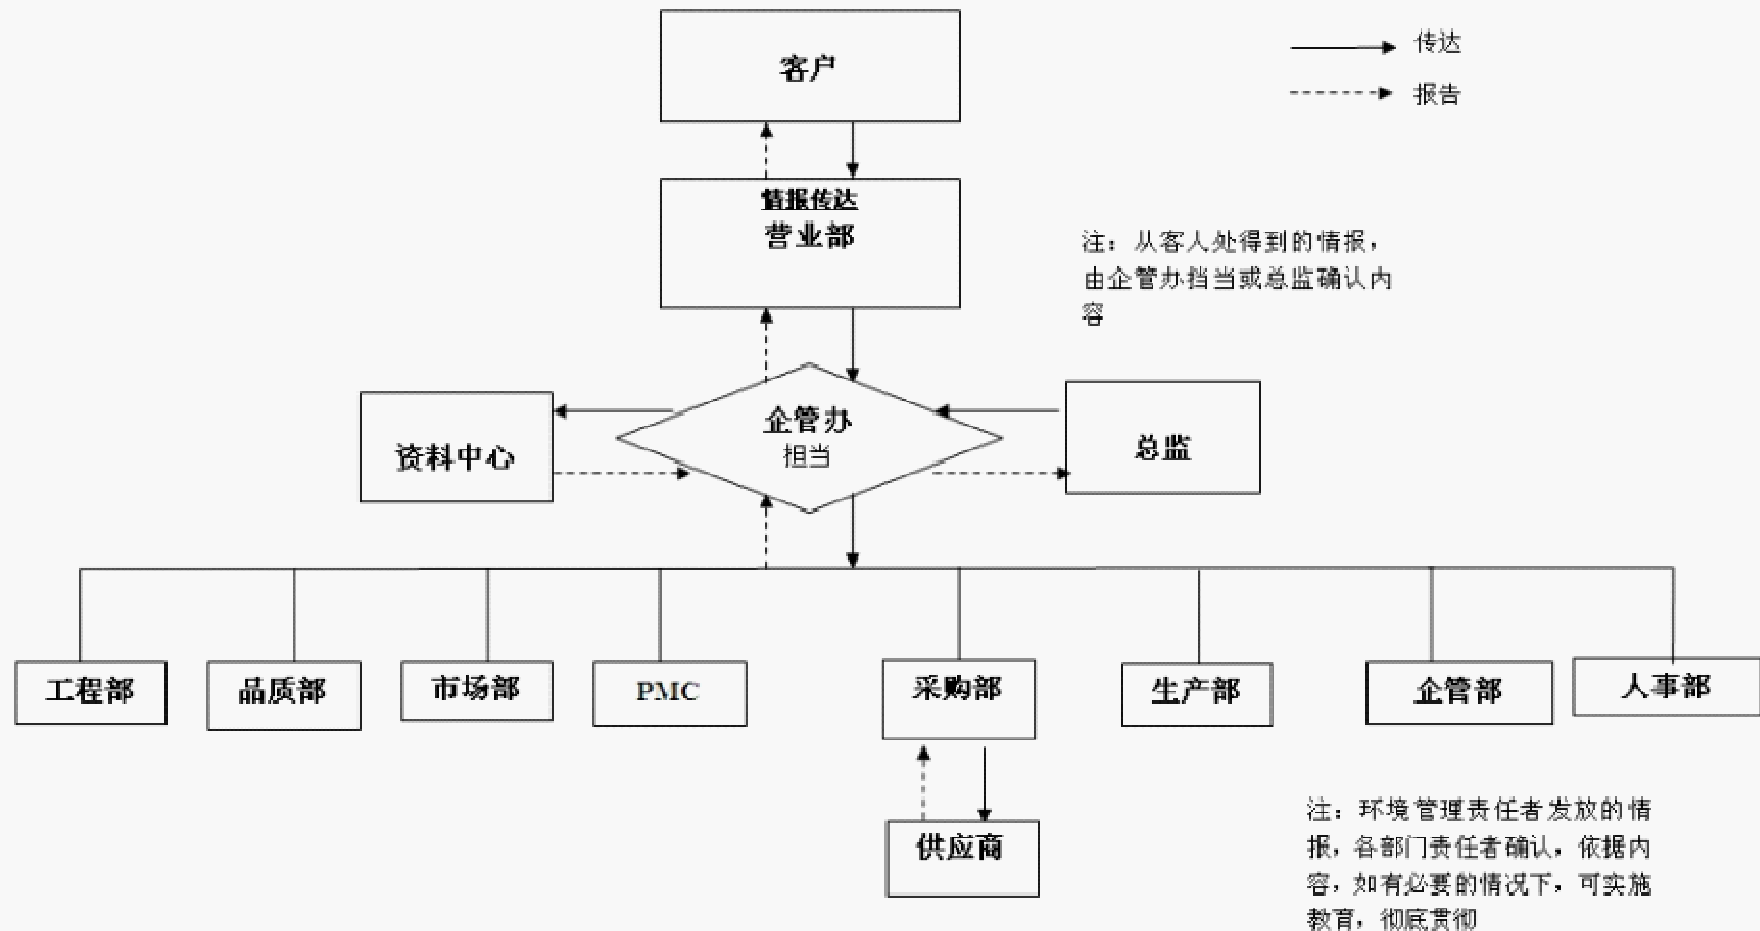 客户
传达
报告
情报传达
营业部
注：从客人处得到的情报，
由企管办挡当或总监确认内
容
企管办
担当
资料中心
总监
工程部
品质部
市场部
PMC
采购部
生产部
企管部
人事部
供应商
注：环境管理责任者发放的情
报，各部门责任者确认，依据内
容，如有必要的情况下，可实施
教育，彻底贯彻